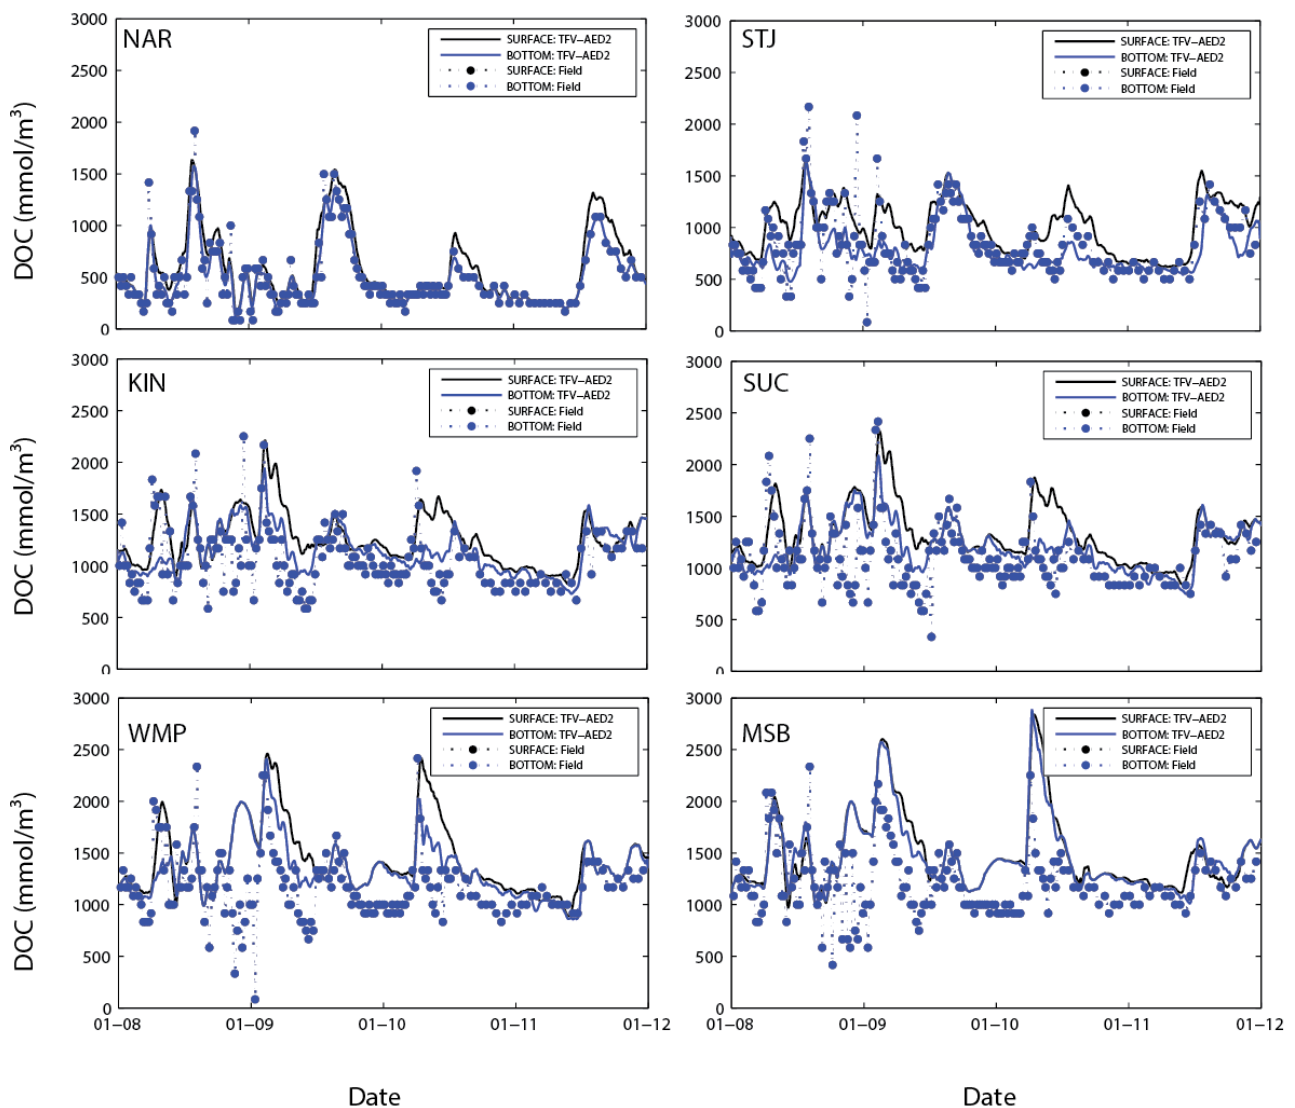 NAR
DOC (mmol/m³)
3000
2500
2000
1500
1000
500
0
SURFACE: TFV-AED2
BOTTOM: TFV-AED2
SURFACE: Field
BOTTOM: Field
STJ
3000
2500
2000
1500
1000
500
0
SURFACE: TFV-AED2
BOTTOM: TFV-AED2
SURFACE: Field
BOTTOM: Field
KIN
DOC (mmol/m³)
3000
2500
2000
1500
1000
500
0
SURFACE: TFV-AED2
BOTTOM: TFV-AED2
SURFACE: Field
BOTTOM: Field
SUC
3000
2500
2000
1500
1000
500
0
SURFACE: TFV-AED2
BOTTOM: TFV-AED2
SURFACE: Field
BOTTOM: Field
WMP
DOC (mmol/m³)
3000
2500
2000
1500
1000
500
0
SURFACE: TFV-AED2
BOTTOM: TFV-AED2
SURFACE: Field
BOTTOM: Field
01-08 01-09 01-10 01-11 01-12
Date
MSB
3000
2500
2000
1500
1000
500
0
SURFACE: TFV-AED2
BOTTOM: TFV-AED2
SURFACE: Field
BOTTOM: Field
01-08 01-09 01-10 01-11 01-12
Date